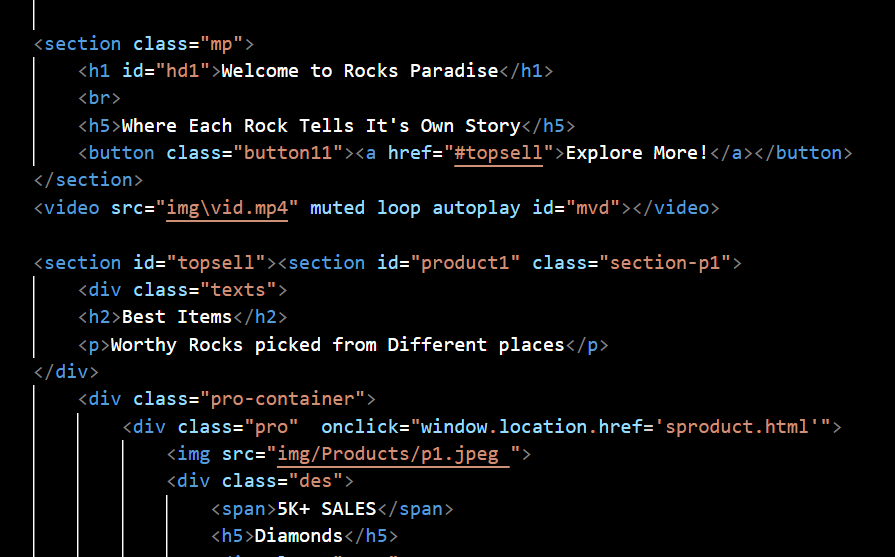 <section class="mp">
<h1 id="hd1">Welcome to Rocks Paradise</h1>
<br>
<h5>Where Each Rock Tells It's Own Story</h5>
<button class="button11"><a href="#topsell">Explore More!</a></button>
</section>
<video src="img\vid.mp4" muted loop autoplay id="mvd"></video>
<section id="topsell"><section id="product1" class="section-p1">
<div class="texts">
<h2>Best Items</h2>
<p>Worthy Rocks picked from Different places</p>
</div>
<div class="pro-container">
<div class="pro"  onclick="window.location.href='sproduct.html'">
<img src="img/Products/p1.jpeg ">
<div class="des">
<span>5K+ SALES</span>
<h5>Diamonds</h5>